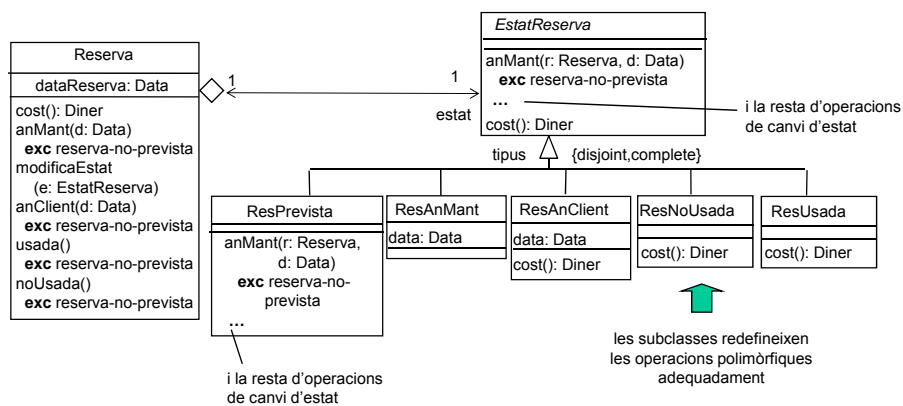 Reserva
dataReserva: Data
cost(): Diner
anMant(d: Data)
exc reserva-no-prevista
modificaEstat
(e: EstatReserva)
anClient(d: Data)
exc reserva-no-prevista
usada()
exc reserva-no-prevista
noUsada()
exc reserva-no-prevista
1
1
estat
EstatReserva
anMant(r: Reserva, d: Data)
exc reserva-no-prevista
...
cost(): Diner
i la resta d'operacions
de canvi d'estat
tipus
{disjoint,complete}
ResPrevista
anMant(r: Reserva,
d: Data)
exc reserva-no-
prevista
...
i la resta d'operacions
de canvi d'estat
ResAnMant
data: Data
ResAnClient
data: Data
cost(): Diner
ResNoUsada
cost(): Diner
ResUsada
cost(): Diner
les subclasses redefineixen
les operacions polimòrfiques
adequadament